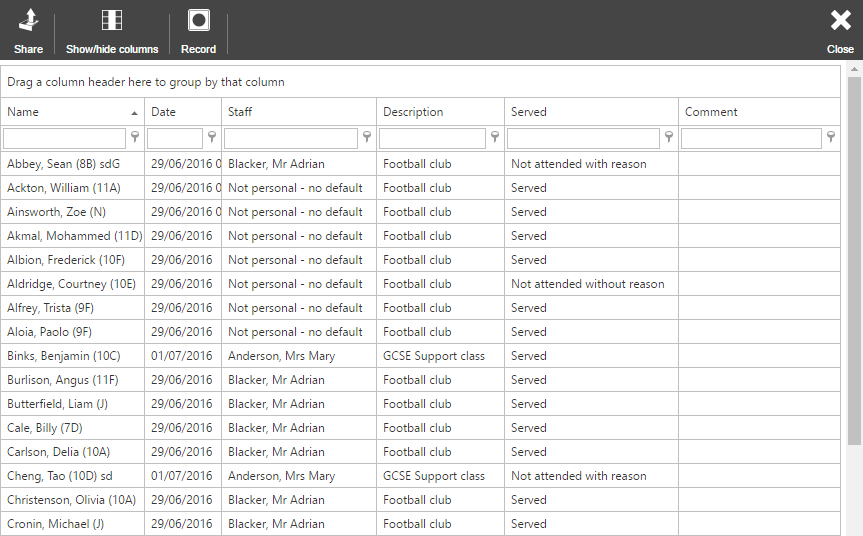 Share Show/hide columns Record Close
Drag a column header here to group by that column
Name Date Staff Description Served Comment
Abbey, Sean (8B) sdG 29/06/2016 0 Blacker, Mr Adrian Football club Not attended with reason
Ackton, William (11A) 29/06/2016 0 Not personal - no default Football club Served
Ainsworth, Zoe (N) 29/06/2016 0 Not personal - no default Football club Served
Akmal, Mohammed (11D) 29/06/2016 Not personal - no default Football club Served
Albion, Frederick (10F) 29/06/2016 Not personal - no default Football club Served
Aldridge, Courtney (10E) 29/06/2016 Not personal - no default Football club Not attended without reason
Alfrey, Trista (9F) 29/06/2016 Not personal - no default Football club Served
Aloia, Paolo (9F) 29/06/2016 Not personal - no default Football club Served
Binks, Benjamin (10C) 01/07/2016 Anderson, Mrs Mary GCSE Support class Served
Burlison, Angus (11F) 29/06/2016 Blacker, Mr Adrian Football club Served
Butterfield, Liam (J) 29/06/2016 Blacker, Mr Adrian Football club Served
Cale, Billy (7D) 29/06/2016 Blacker, Mr Adrian Football club Served
Carlson, Delia (10A) 29/06/2016 Blacker, Mr Adrian Football club Served
Cheng, Tao (10D) sd 01/07/2016 Anderson, Mrs Mary GCSE Support class Not attended with reason
Christenson, Olivia (10A) 29/06/2016 Blacker, Mr Adrian Football club Served
Cronin, Michael (J) 29/06/2016 Blacker, Mr Adrian Football club Served